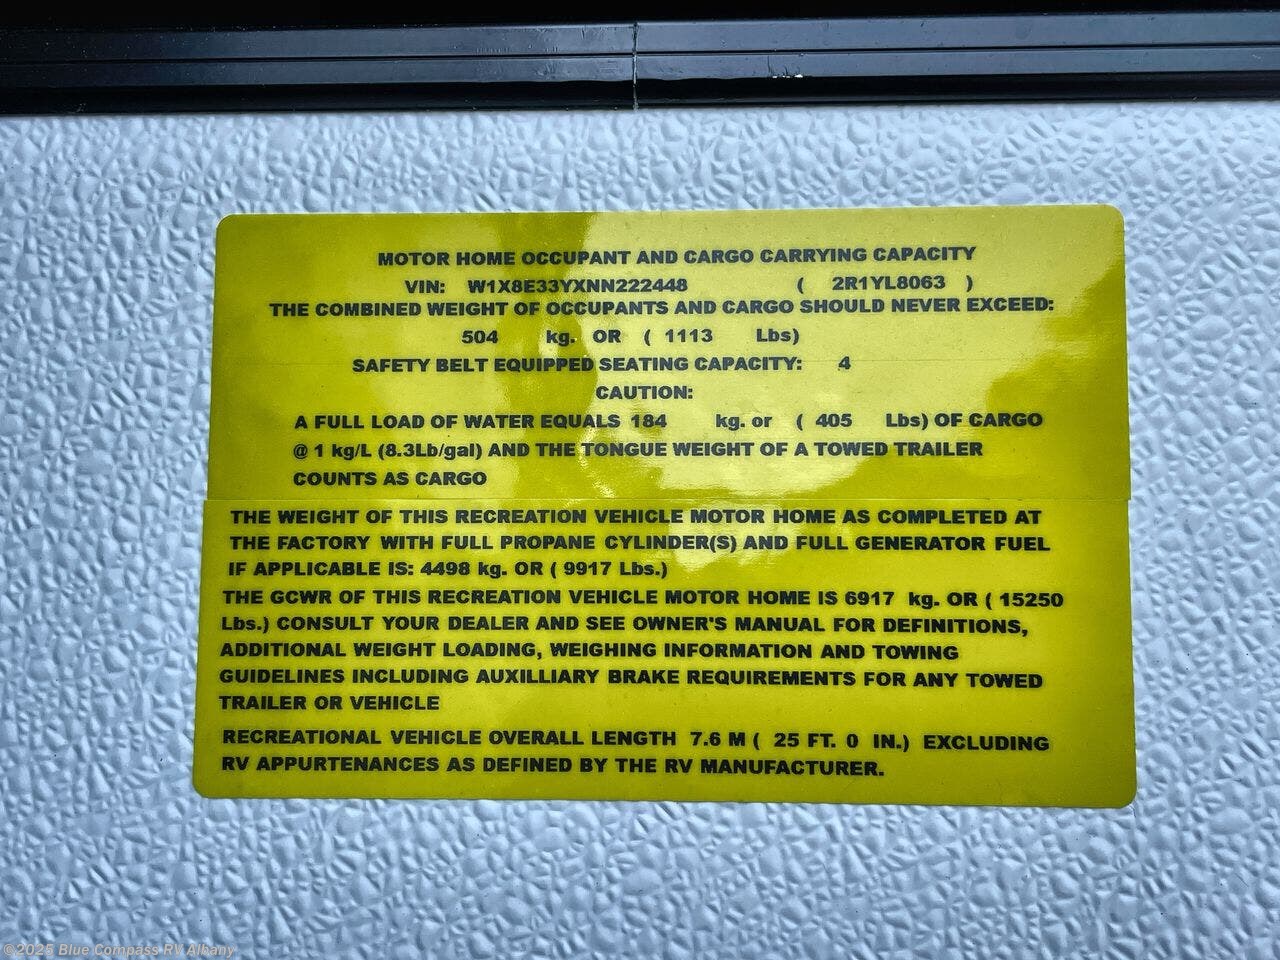 MOTOR HOME OCCUPANT AND CARGO CARRYING CAPACITY
VIN: W1X8E33YXNN222448 ( 2R1YL8063 )
THE COMBINED WEIGHT OF OCCUPANTS AND CARGO SHOULD NEVER EXCEED:
504 kg. OR ( 1113 Lbs)
SAFETY BELT EQUIPPED SEATING CAPACITY: 4
CAUTION:
A FULL LOAD OF WATER EQUALS 184 kg. or ( 405 Lbs) OF CARGO
@ 1 kg/L (8.3Lb/gal) AND THE TONGUE WEIGHT OF A TOWED TRAILER
COUNTS AS CARGO
THE WEIGHT OF THIS RECREATION VEHICLE MOTOR HOME AS COMPLETED AT
THE FACTORY WITH FULL PROPANE CYLINDER(S) AND FULL GENERATOR FUEL
IF APPLICABLE IS: 4498 kg. OR ( 9917 Lbs.)
THE GCWR OF THIS RECREATION VEHICLE MOTOR HOME IS 6917 kg. OR ( 15250
Lbs.) CONSULT YOUR DEALER AND SEE OWNER'S MANUAL FOR DEFINITIONS,
ADDITIONAL WEIGHT LOADING, WEIGHING INFORMATION AND TOWING
GUIDELINES INCLUDING AUXILLIARY BRAKE REQUIREMENTS FOR ANY TOWED
TRAILER OR VEHICLE
RECREATIONAL VEHICLE OVERALL LENGTH 7.6 M ( 25 FT. 0 IN.) EXCLUDING
RV APPURTENANCES AS DEFINED BY THE RV MANUFACTURER.
©2025 Blue Compass RV Albany